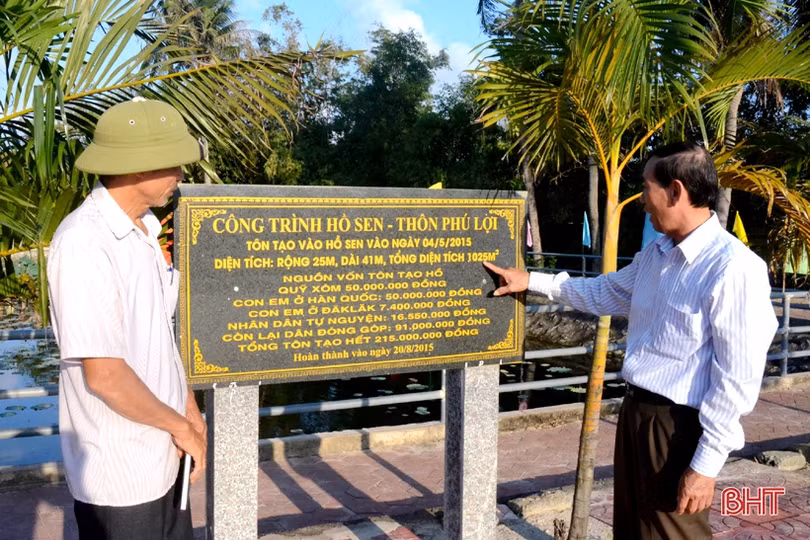 CÔNG TRÌNH HỒ SEN - THÔN PHÚ LỢI
TÔN TẠO VÀO HỒ SEN VÀO NGÀY 04/5/2015
DIỆN TÍCH: RỘNG 25M, DÀI 41M, TỔNG DIỆN TÍCH 1025M²
NGUỒN VỐN TÔN TẠO HỒ
QUỸ XÓM 50.000.000 ĐỒNG
CON EM Ở HÀN QUỐC: 50.000.000 ĐỒNG
CON EM Ở ĐĂKLĂK 7.400.000 ĐỒNG
NHÂN DÂN TỰ NGUYỆN: 16.550.000 ĐỒNG
CÒN LẠI DÂN ĐÓNG GÓP: 91.000.000 ĐỒNG
TỔNG TÔN TẠO HẾT 215.000.000 ĐỒNG
Hoàn thành vào ngày 20/8/2015
BHT
BHT